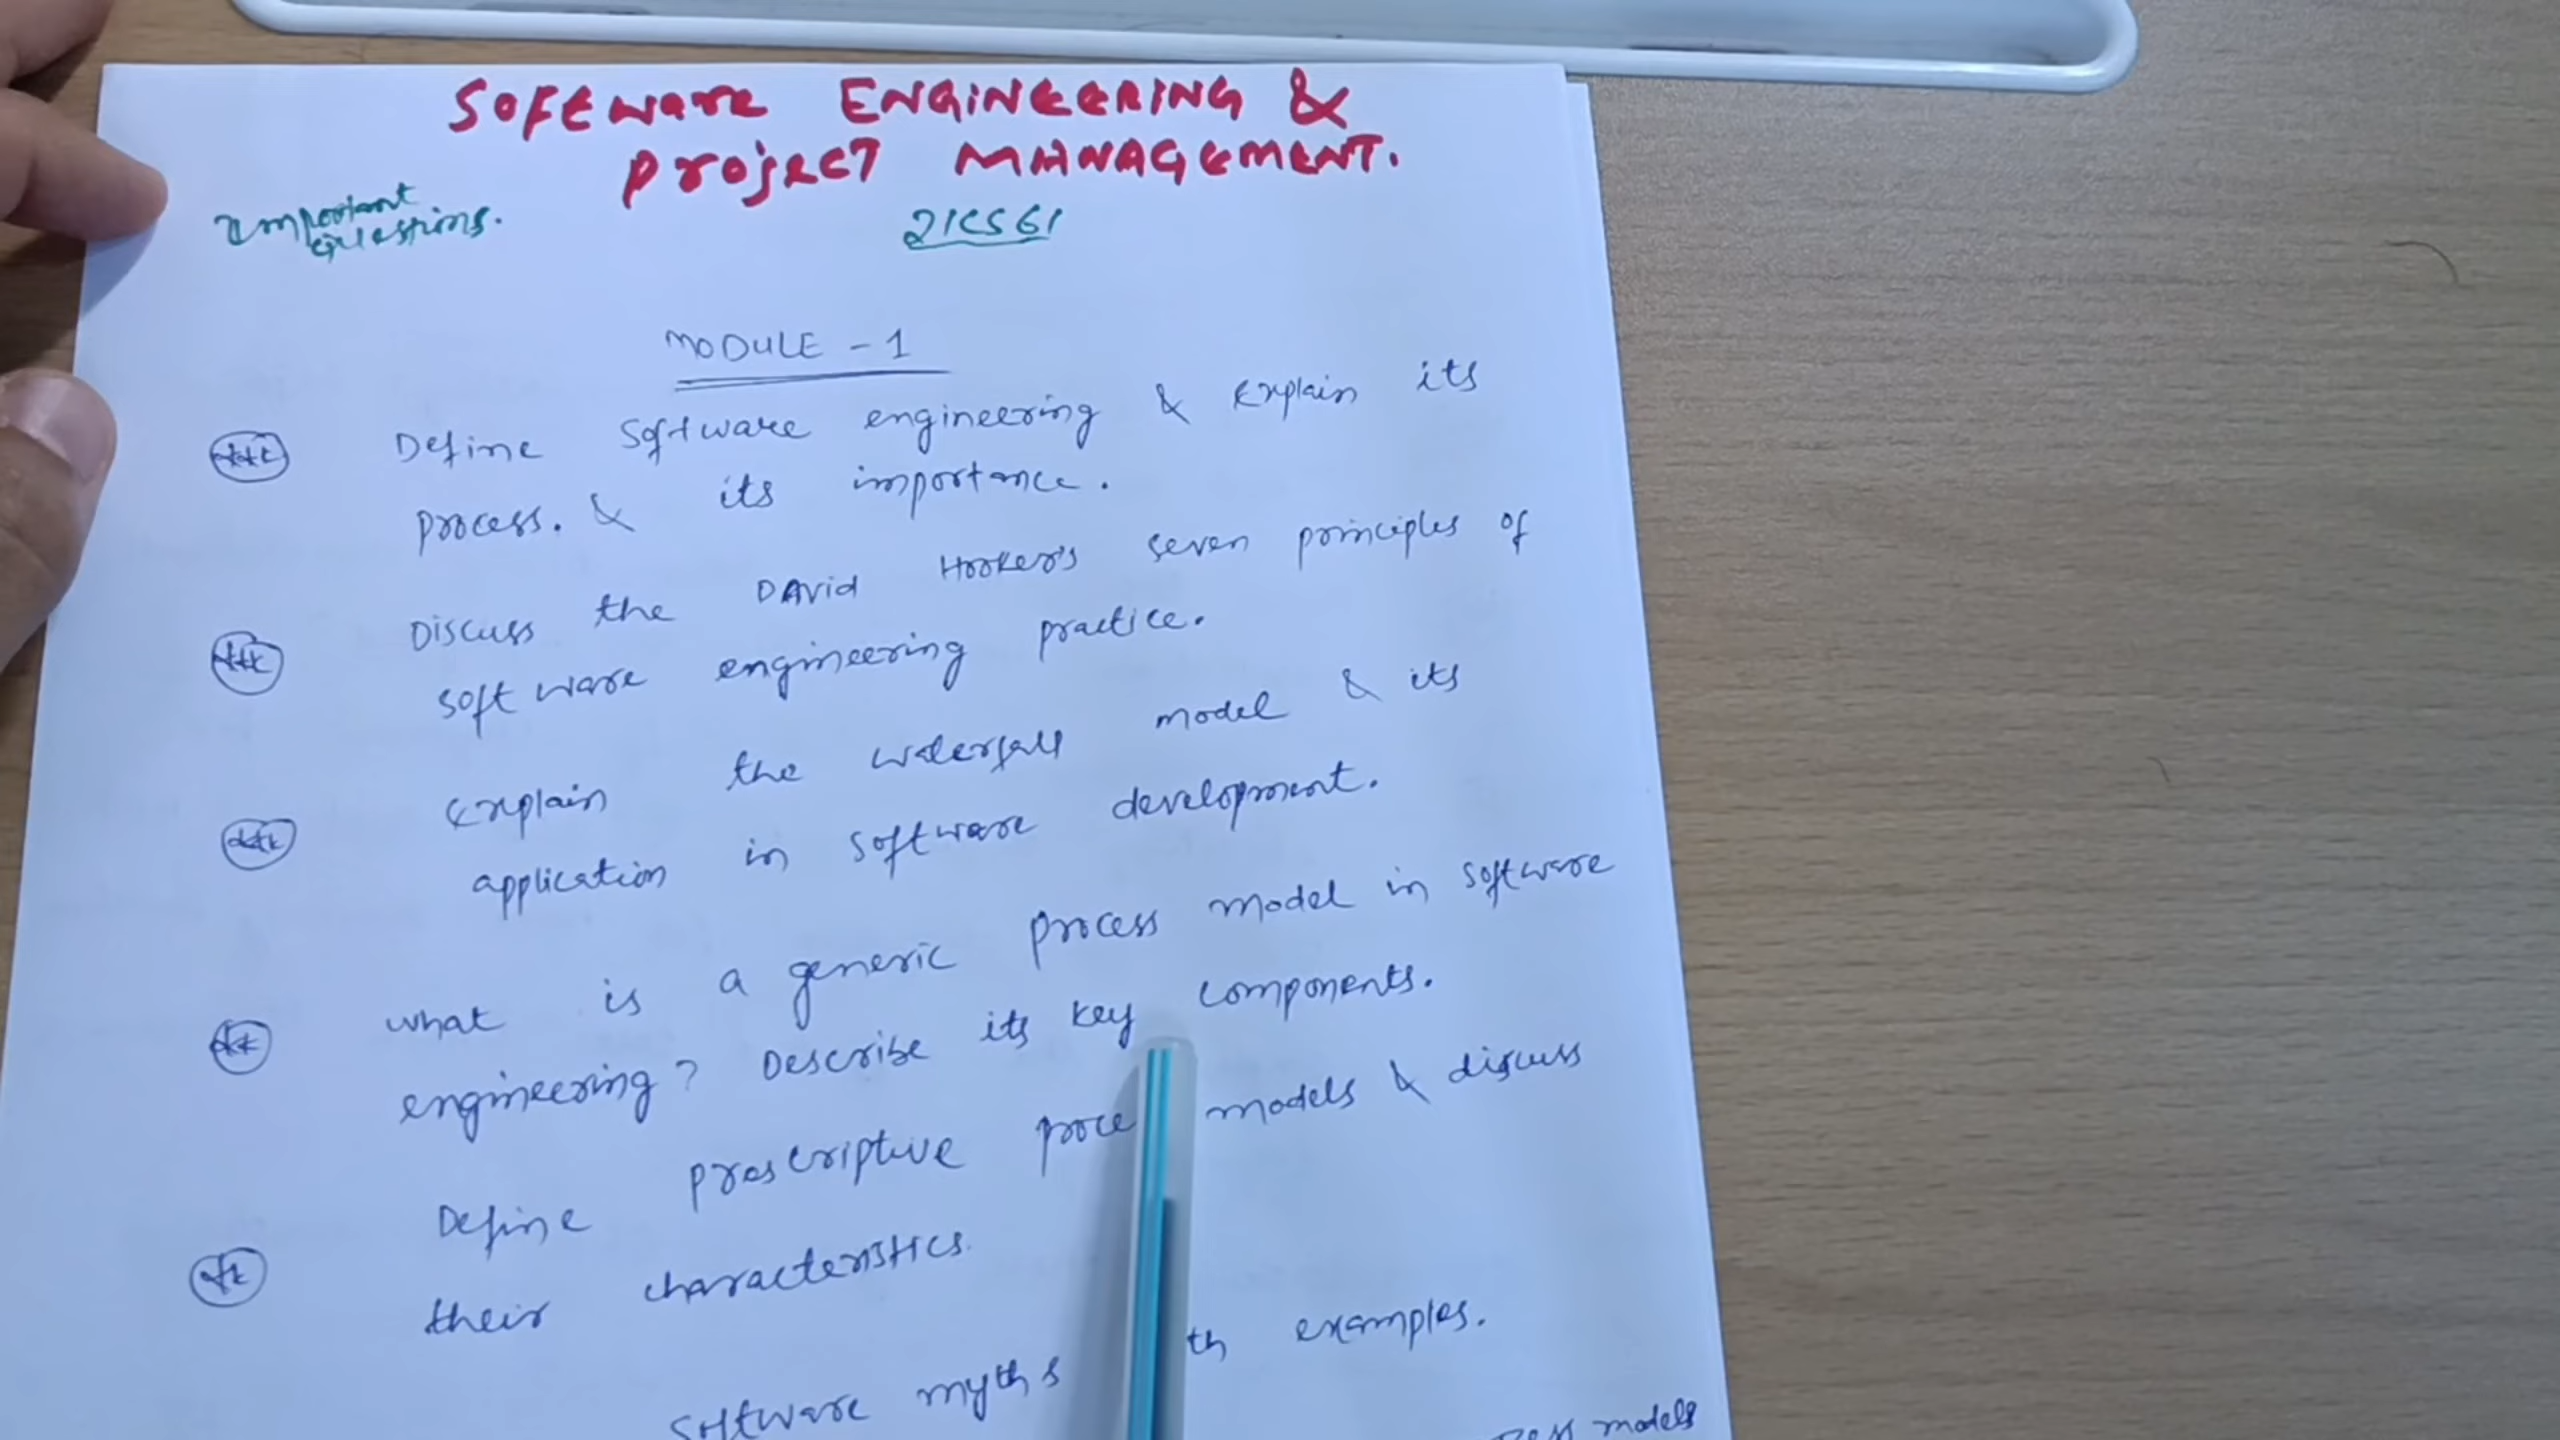 SOFTWARE ENGINEERING &
PROJECT MANAGEMENT.
Important
Questions.
21CS61
MODULE - 1
*** Define Software engineering & Explain its
process. & its importance.
*** Discuss the DAvid Hooker's seven principles of
software engineering practice.
*** Explain the waterfall model & its
application in software development.
** what is a generic process model in software
engineering? Describe its key components.
** Define prescriptive proce models & discuss
their characteristics.
Software myths th examples.
models